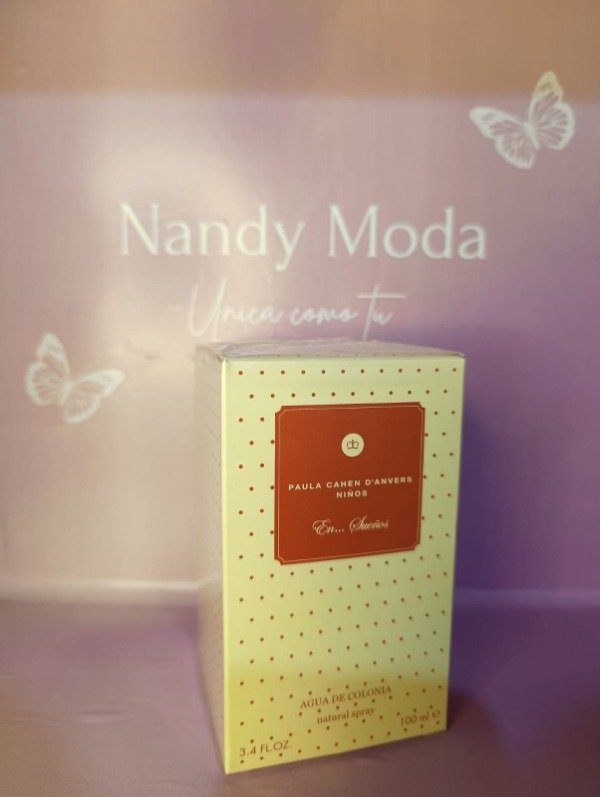 Nandy Moda
Unica como tu
PAULA CAHEN D'ANVERS
NIÑOS
En... Sueños
AGUA DE COLONIA
natural spray
100 ml ℮
3.4 FL.OZ.